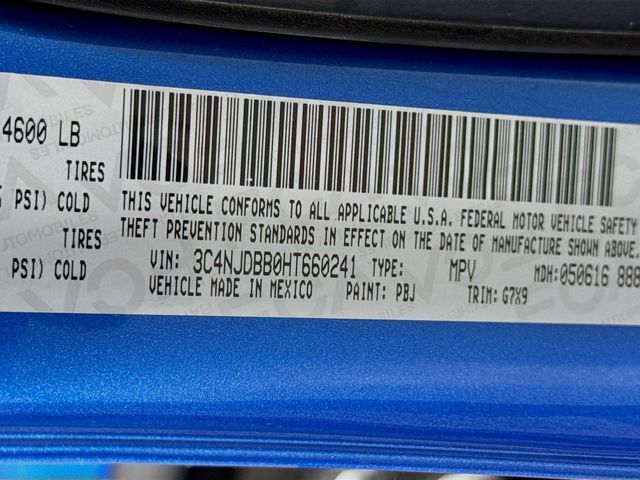 4600 LB
TIRES
PSI) COLD
TIRES
PSI) COLD
THIS VEHICLE CONFORMS TO ALL APPLICABLE U.S.A. FEDERAL MOTOR VEHICLE SAFETY
THEFT PREVENTION STANDARDS IN EFFECT ON THE DATE OF MANUFACTURE SHOWN ABOVE.
VIN: 3C4NJDBB0HT660241 TYPE: MPV MDH:050616 888
VEHICLE MADE IN MEXICO PAINT: PBJ TRIM: G7X9